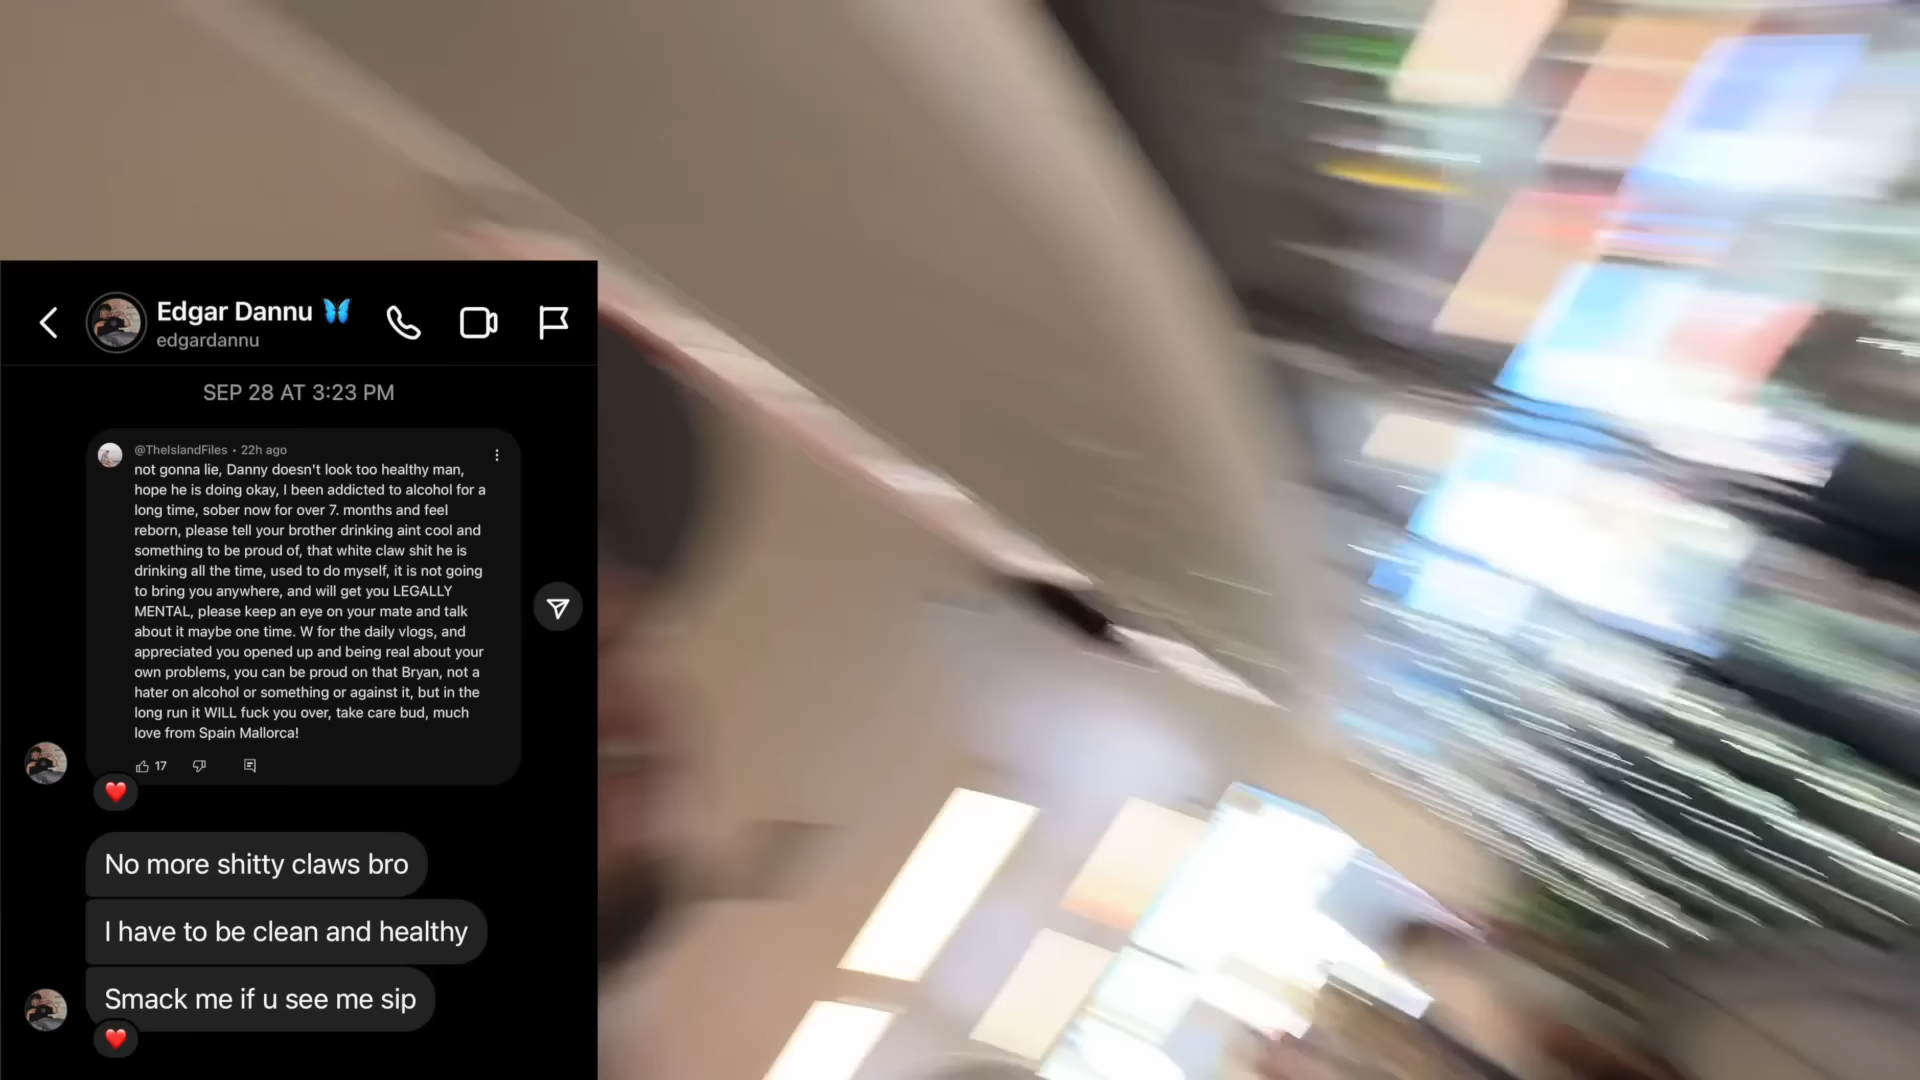 Edgar Dannu 🦋
edgardannu
SEP 28 AT 3:23 PM
@TheIslandFiles • 22h ago
not gonna lie, Danny doesn't look too healthy man,
hope he is doing okay, I been addicted to alcohol for a
long time, sober now for over 7. months and feel
reborn, please tell your brother drinking aint cool and
something to be proud of, that white claw shit he is
drinking all the time, used to do myself, it is not going
to bring you anywhere, and will get you LEGALLY
MENTAL, please keep an eye on your mate and talk
about it maybe one time. W for the daily vlogs, and
appreciated you opened up and being real about your
own problems, you can be proud on that Bryan, not a
hater on alcohol or something or against it, but in the
long run it WILL fuck you over, take care bud, much
love from Spain Mallorca!
17
No more shitty claws bro
I have to be clean and healthy
Smack me if u see me sip